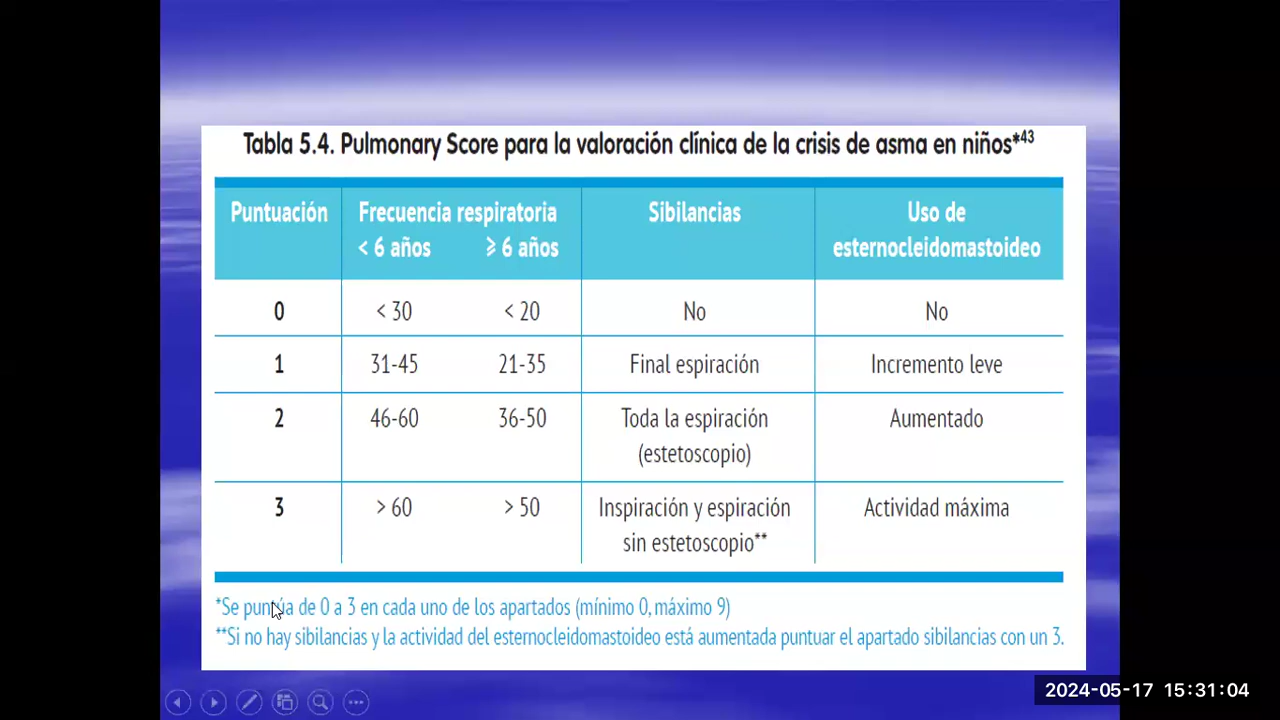 Tabla 5.4. Pulmonary Score para la valoración clínica de la crisis de asma en niños*43
Puntuación Frecuencia respiratoria Sibilancias Uso de
< 6 años ≥ 6 años esternocleidomastoideo
0 < 30 < 20 No No
1 31-45 21-35 Final espiración Incremento leve
2 46-60 36-50 Toda la espiración Aumentado
(estetoscopio)
3 > 60 > 50 Inspiración y espiración Actividad máxima
sin estetoscopio**
*Se puntúa de 0 a 3 en cada uno de los apartados (mínimo 0, máximo 9)
**Si no hay sibilancias y la actividad del esternocleidomastoideo está aumentada puntuar el apartado sibilancias con un 3.
2024-05-17 15:31:04